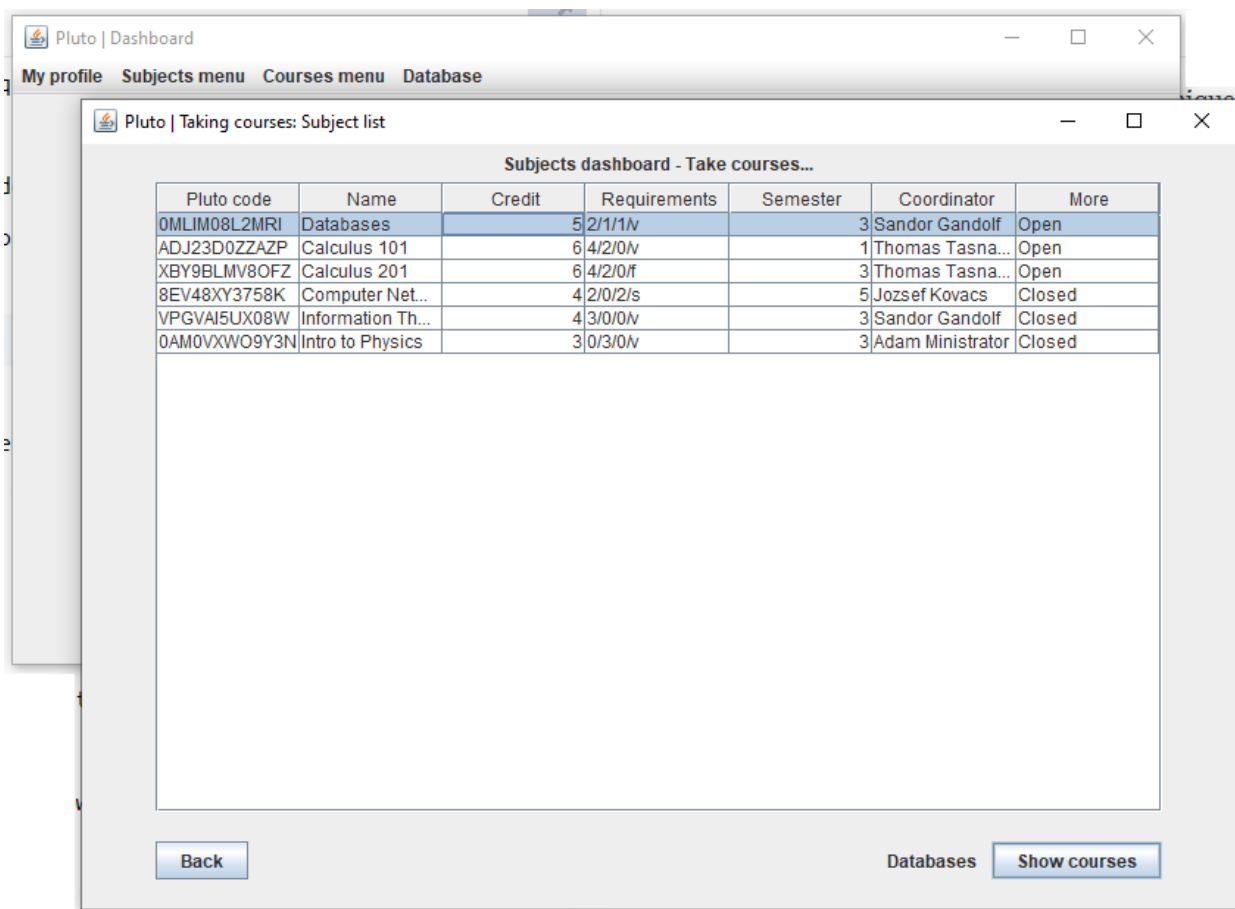 Pluto | Dashboard
My profile Subjects menu Courses menu Database
Pluto | Taking courses: Subject list
Subjects dashboard - Take courses...
Pluto code Name Credit Requirements Semester Coordinator More
0MLIM08L2MRI Databases 5 2/1/1/v 3 Sandor Gandolf Open
ADJ23D0ZZAZP Calculus 101 6 4/2/0/v 1 Thomas Tasna... Open
XBY9BLMV8OFZ Calculus 201 6 4/2/0/f 3 Thomas Tasna... Open
8EV48XY3758K Computer Net... 4 2/0/2/s 5 Jozsef Kovacs Closed
VPGVAI5UX08W Information Th... 4 3/0/0/v 3 Sandor Gandolf Closed
0AM0VXWO9Y3N Intro to Physics 3 0/3/0/v 3 Adam Ministrator Closed
Back Databases Show courses